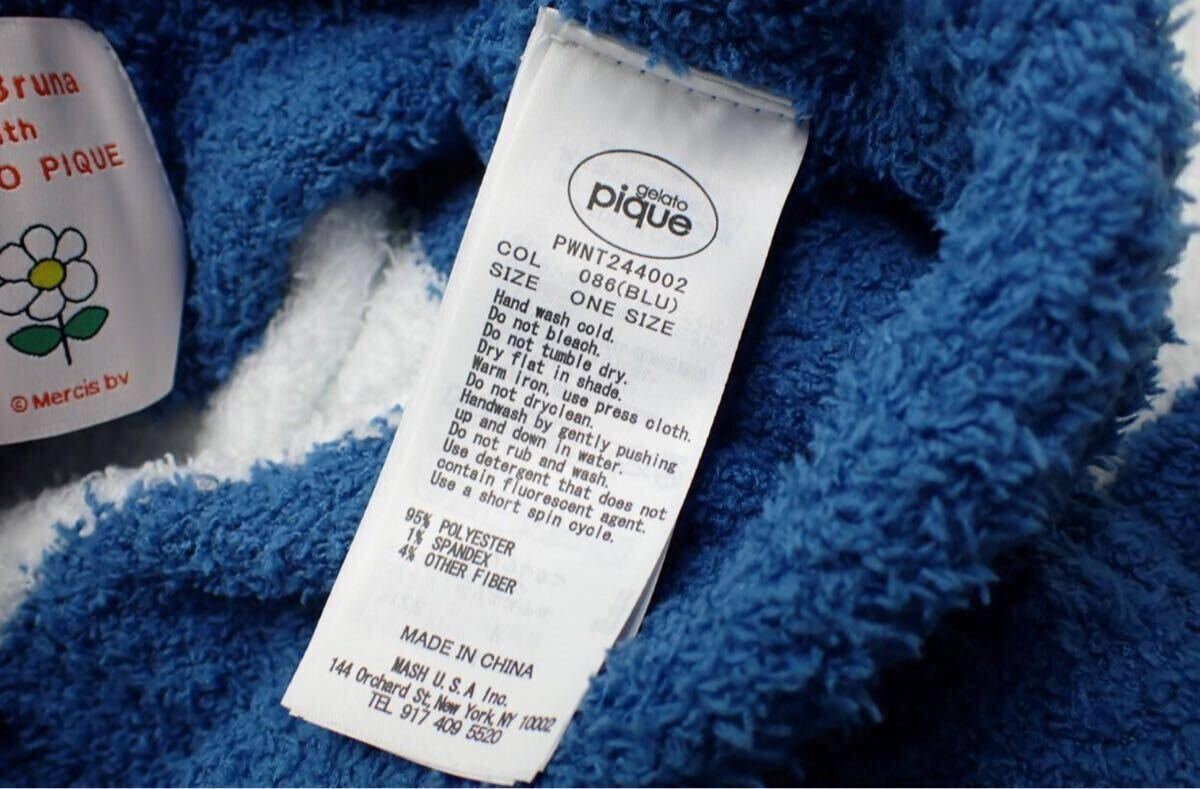 Bruna
th
O PIQUE
© Mercis bv
gelato
pique
PWNT244002
COL 086(BLU)
SIZE ONE SIZE
Hand wash cold.
Do not bleach.
Do not tumble dry.
Dry flat in shade.
Warm iron, use press cloth.
Do not dryclean.
Handwash by gently pushing
up and down in water.
Do not rub and wash.
Use detergent that does not
contain fluorescent agent.
Use a short spin cycle.
95% POLYESTER
1% SPANDEX
4% OTHER FIBER
MADE IN CHINA
MASH U.S.A Inc.
144 Orchard St, New York, NY 10002
TEL 917 409 5520